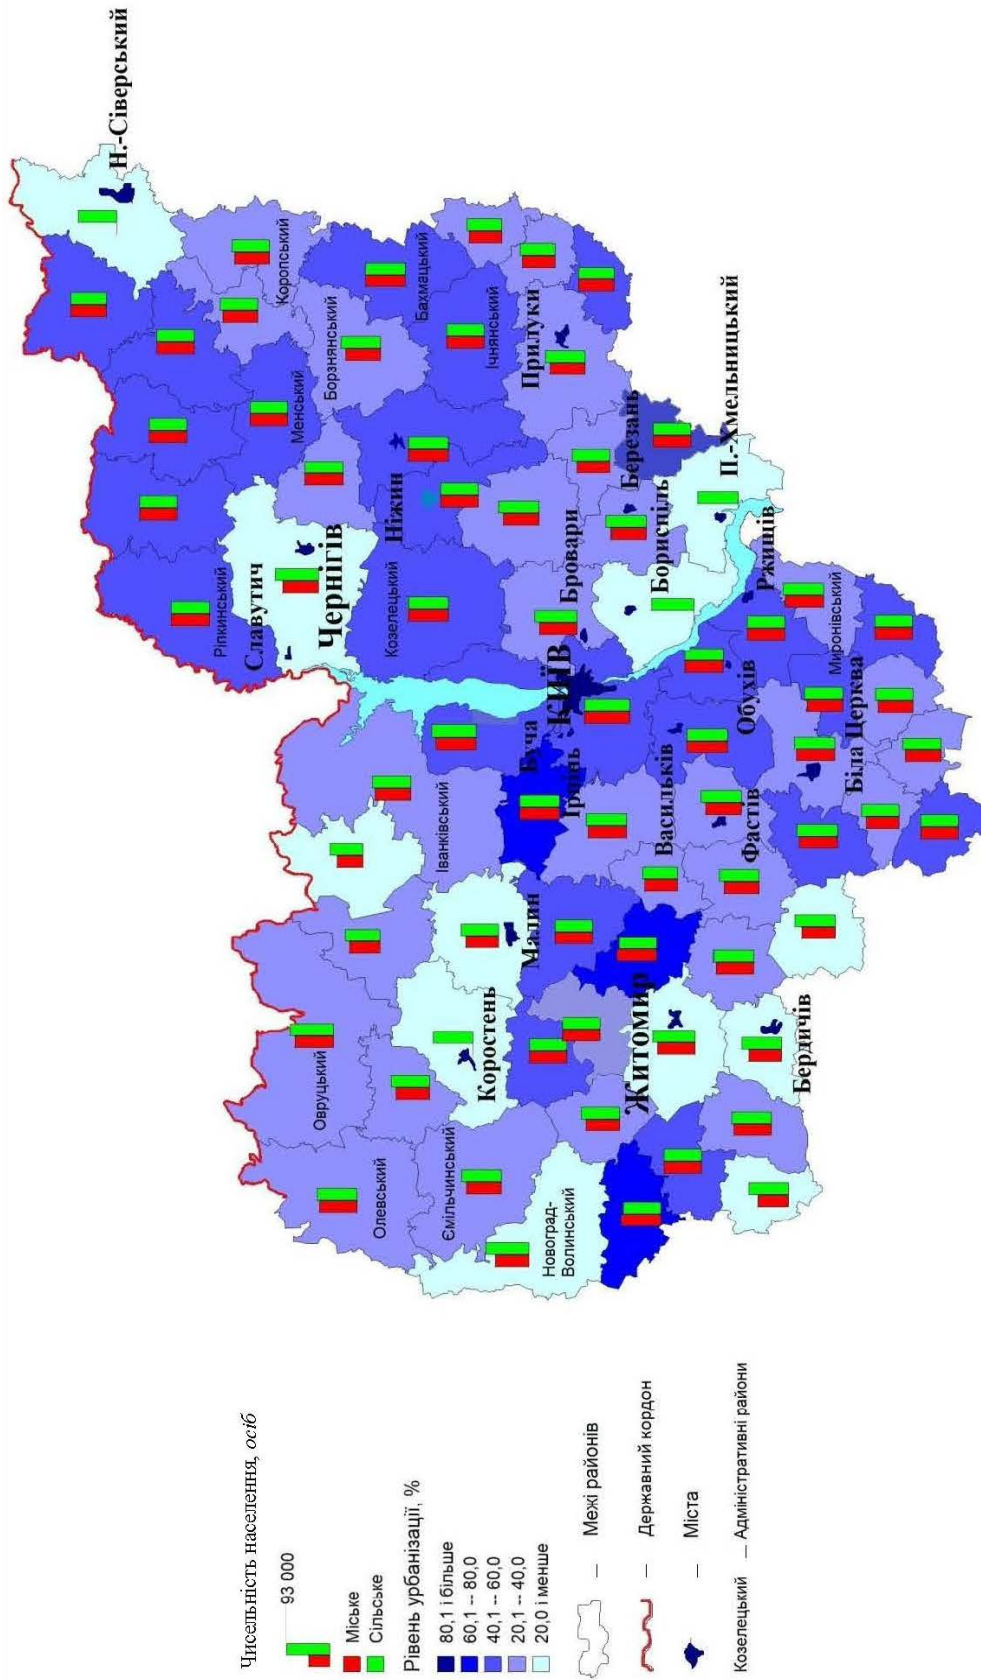 Чисельність населення, осіб
93 000
Міське
Сільське
Рівень урбанізації, %
80,1 і більше
60,1 -- 80,0
40,1 -- 60,0
20,1 -- 40,0
20,0 і менше
— Межі районів
— Державний кордон
— Міста
Козелецький — Адміністративні райони
Н.-Сіверський
Коропський
Борзнянський
Бахмацький
Ічнянський
Прилуки
Менський
Ріпкинський
Славутич
Чернігів
Ніжин
Козелецький
Березань
П.-Хмельницький
Бровари
Бориспіль
Ржищів
КИЇВ
Миронівський
Обухів
Біла Церква
Буча
Ірпінь
Васильків
Фастів
Іванківський
Малин
Овруцький
Коростень
Житомир
Бердичів
Олевський
Ємільчинський
Новоград-
Волинський